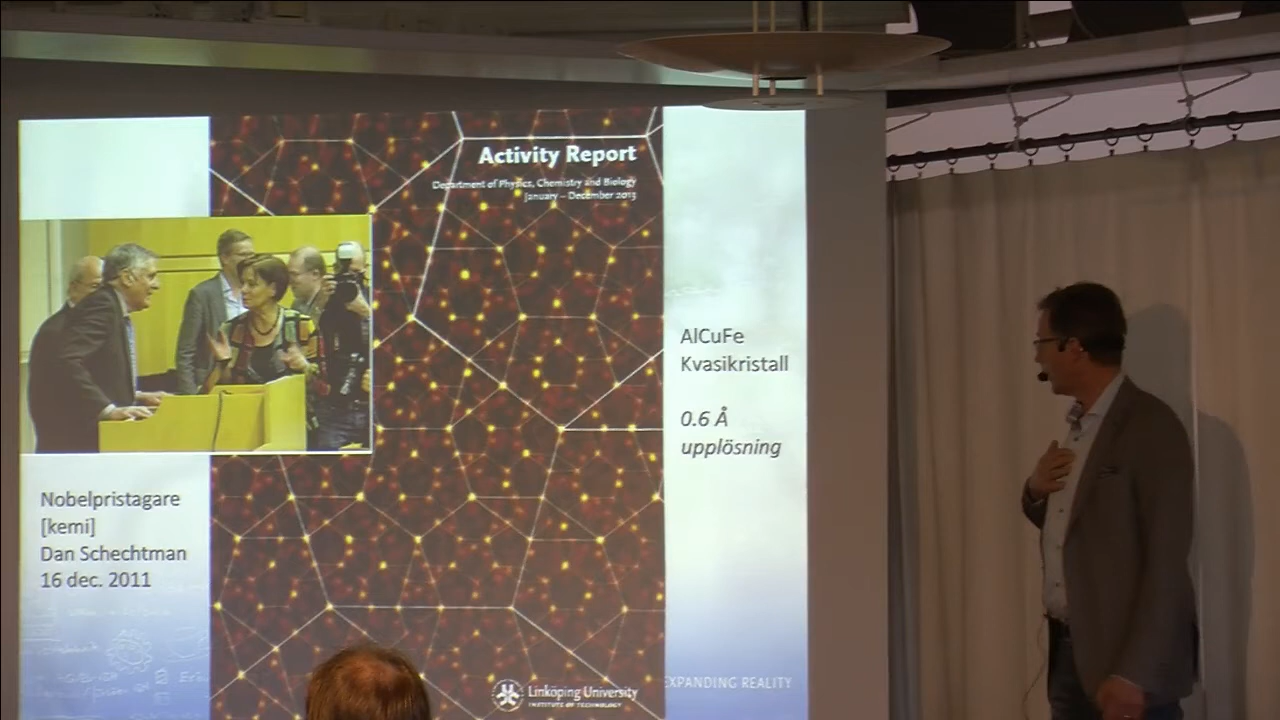 Activity Report
Department of Physics, Chemistry and Biology
January – December 2013
AlCuFe
Kvasikristall
0.6 Å
upplösning
Nobelpristagare
[kemi]
Dan Schechtman
16 dec. 2011
Linköping University
INSTITUTE OF TECHNOLOGY
EXPANDING REALITY